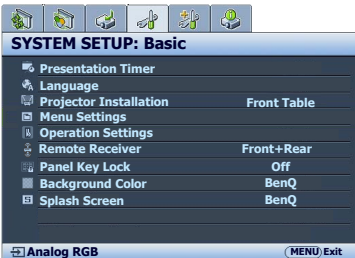 SYSTEM SETUP: Basic
Presentation Timer
Language
Projector Installation Front Table
Menu Settings
Operation Settings
Remote Receiver Front+Rear
Panel Key Lock Off
Background Color BenQ
Splash Screen BenQ
Analog RGB MENU Exit